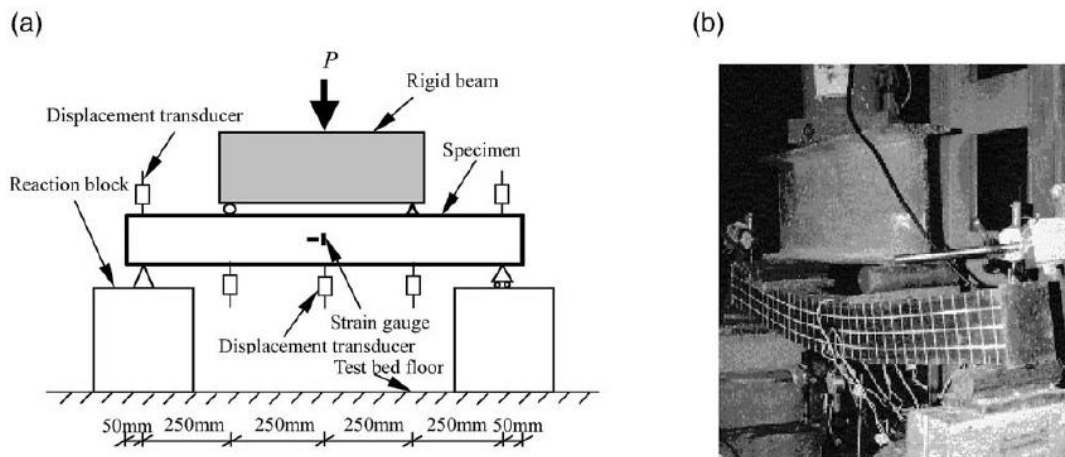 (a)
(b)
P
Rigid beam
Displacement transducer
Specimen
Reaction block
Strain gauge
Displacement transducer
Test bed floor
50mm 250mm 250mm 250mm 250mm 50mm